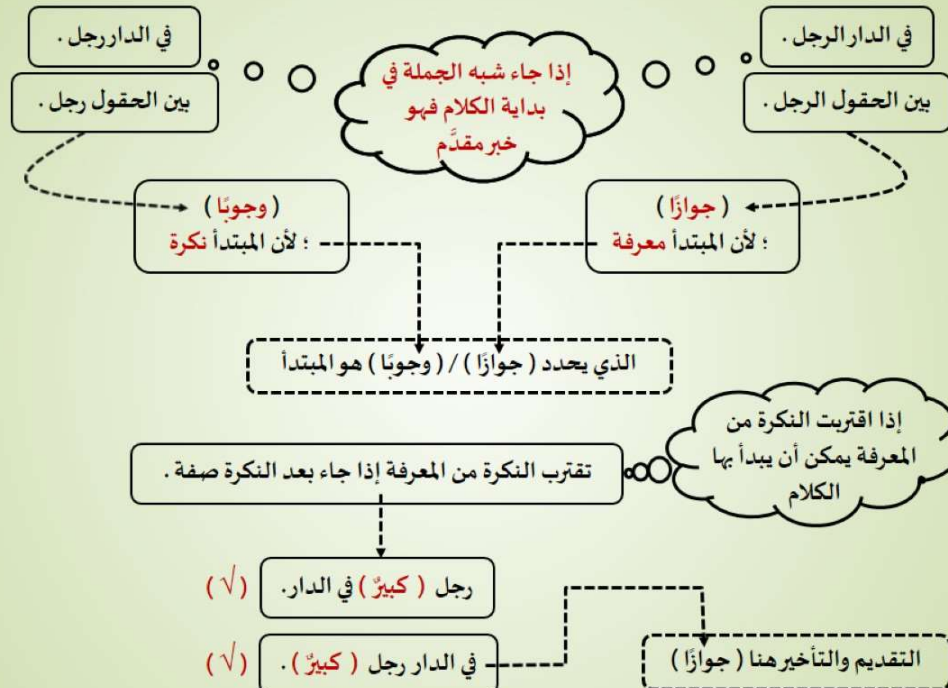 في الدار الرجل .
بين الحقول الرجل .
إذا جاء شبه الجملة في
بداية الكلام فهو
خبر مقدَّم
في الدار رجل .
بين الحقول رجل .
( جوازًا )
؛ لأن المبتدأ معرفة
( وجوبًا )
؛ لأن المبتدأ نكرة
الذي يحدد ( جوازًا ) / ( وجوبًا ) هو المبتدأ
إذا اقتربت النكرة من
المعرفة يمكن أن يبدأ بها
الكلام
تقترب النكرة من المعرفة إذا جاء بعد النكرة صفة .
رجل ( كبيرٌ ) في الدار. ( √ )
في الدار رجل ( كبيرٌ ) . ( √ )
التقديم والتأخير هنا ( جوازًا )